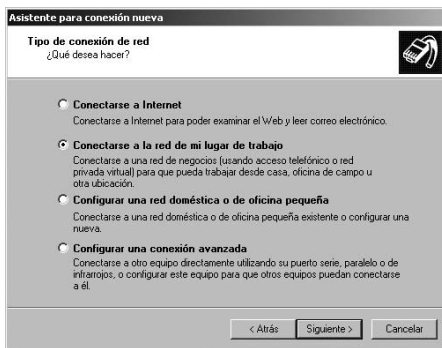 Asistente para conexión nueva
Tipo de conexión de red
¿Qué desea hacer?
Conectarse a Internet
Conectarse a Internet para poder examinar el Web y leer correo electrónico.
Conectarse a la red de mi lugar de trabajo
Conectarse a una red de negocios (usando acceso telefónico o red
privada virtual) para que pueda trabajar desde casa, oficina de campo u
otra ubicación.
Configurar una red doméstica o de oficina pequeña
Conectarse a una red doméstica o de oficina pequeña existente o configurar una
nueva.
Configurar una conexión avanzada
Conectarse a otro equipo directamente utilizando su puerto serie, paralelo o de
infrarrojos, o configurar este equipo para que otros equipos puedan conectarse
a él.
< Atrás Siguiente > Cancelar